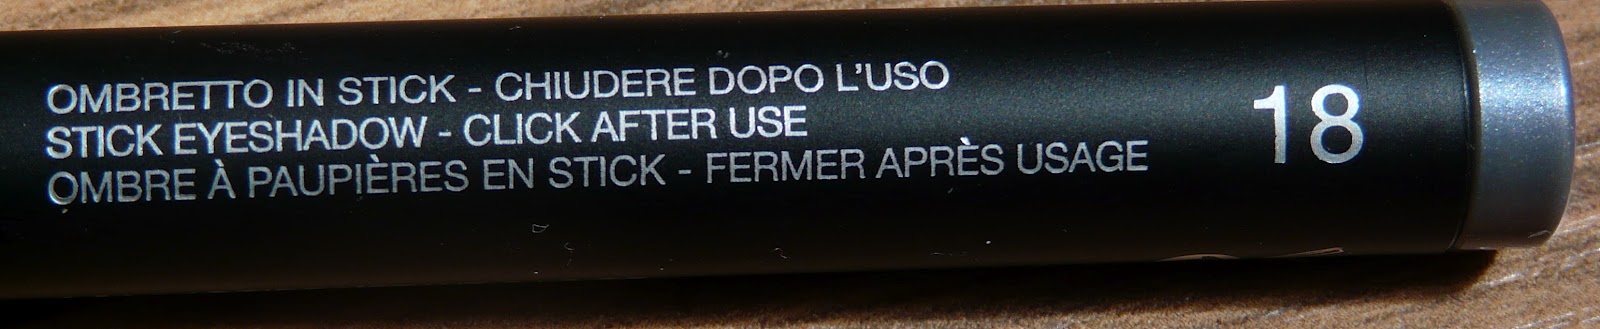 OMBRETTO IN STICK - CHIUDERE DOPO L'USO
STICK EYESHADOW - CLICK AFTER USE
OMBRE À PAUPIÈRES EN STICK - FERMER APRÈS USAGE
18